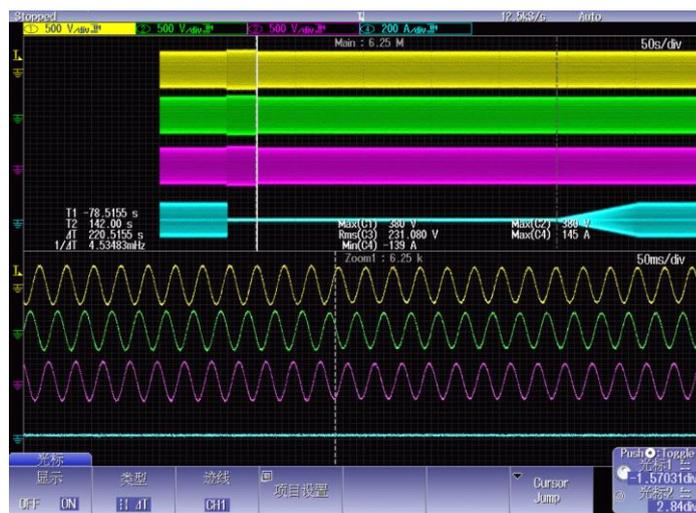 Stopped 12.5kS/s Auto
1 500 V/div 2 500 V/div 3 500 V/div 4 200 A/div
Main : 6.25 M 50s/div
T1 -78.5155 s
T2 142.00 s
ΔT 220.5155 s
1/ΔT 4.53483mHz
Max(C1) 380 V Max(C2) 380 V
Rms(C3) 231.080 V Max(C4) 145 A
Min(C4) -139 A
Zoom1 : 6.25 k 50ms/div
光标
显示 类型 迹线 项目设置 Cursor Jump
OFF ON ΔT CH1
Push :Toggle
光标1
-1.57031div
光标2
2.84div